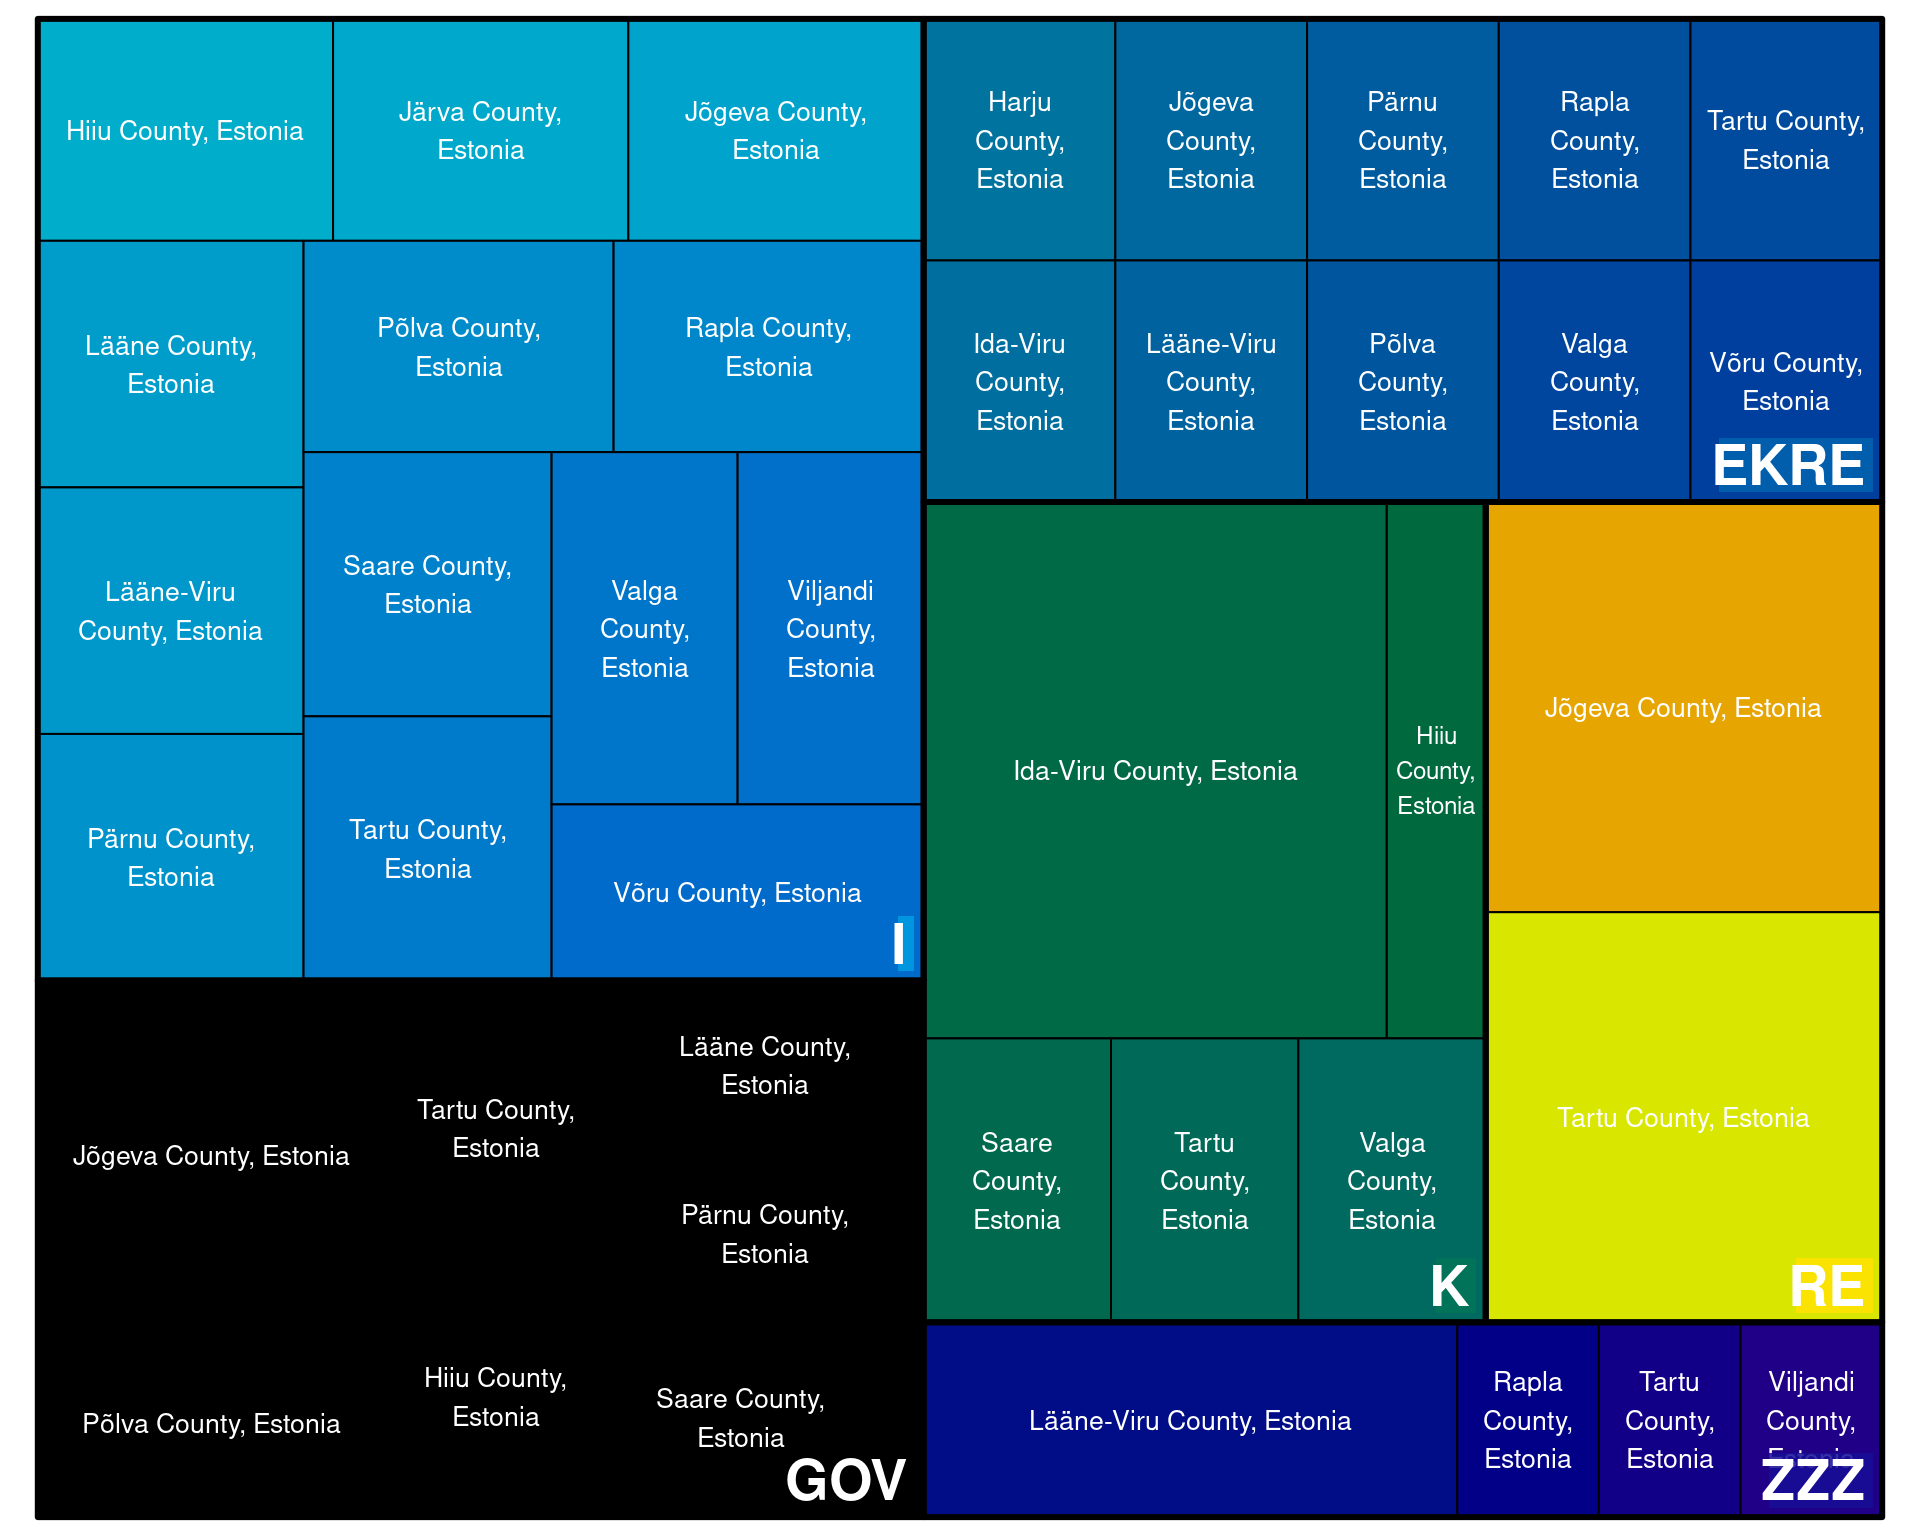 Hiiu County, Estonia
Järva County,
Estonia
Jõgeva County,
Estonia
Lääne County,
Estonia
Põlva County,
Estonia
Rapla County,
Estonia
Lääne-Viru
County, Estonia
Saare County,
Estonia
Valga
County,
Estonia
Viljandi
County,
Estonia
Pärnu County,
Estonia
Tartu County,
Estonia
Võru County, Estonia
I
Harju
County,
Estonia
Jõgeva
County,
Estonia
Pärnu
County,
Estonia
Rapla
County,
Estonia
Tartu County,
Estonia
Ida-Viru
County,
Estonia
Lääne-Viru
County,
Estonia
Põlva
County,
Estonia
Valga
County,
Estonia
Võru County,
Estonia
EKRE
Ida-Viru County, Estonia
Hiiu
County,
Estonia
Saare
County,
Estonia
Tartu
County,
Estonia
Valga
County,
Estonia
K
Jõgeva County, Estonia
Tartu County, Estonia
RE
Jõgeva County, Estonia
Tartu County,
Estonia
Lääne County,
Estonia
Pärnu County,
Estonia
Põlva County, Estonia
Hiiu County,
Estonia
Saare County,
Estonia
GOV
Lääne-Viru County, Estonia
Rapla
County,
Estonia
Tartu
County,
Estonia
Viljandi
County,
Estonia
ZZZ